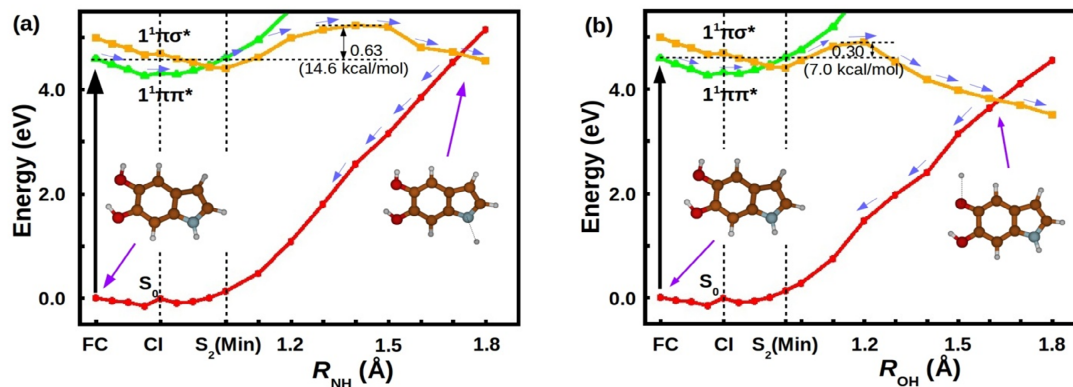 (a)
1¹πσ*
0.63
(14.6 kcal/mol)
1¹ππ*
4.0
2.0
0.0
Energy (eV)
S₀
FC CI S₂(Min) 1.2 1.5 1.8
R_NH (Å)
(b)
1¹πσ*
0.30
(7.0 kcal/mol)
1¹ππ*
4.0
2.0
0.0
Energy (eV)
S₀
FC CI S₂(Min) 1.2 1.5 1.8
R_OH (Å)